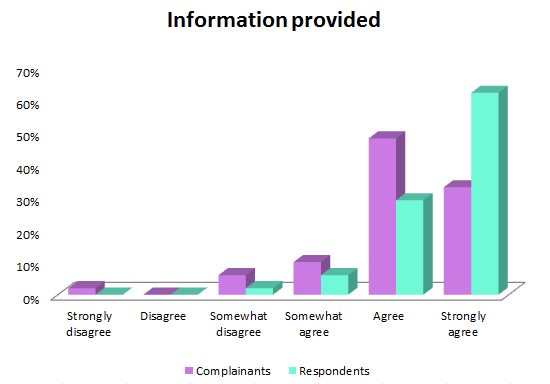 Information provided
70%
60%
50%
40%
30%
20%
10%
0%
Strongly disagree
Disagree
Somewhat disagree
Somewhat agree
Agree
Strongly agree
Complainants
Respondents